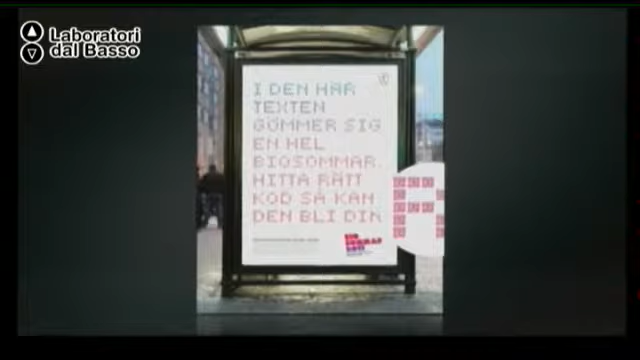 Laboratori
dal Basso
I DEN HÄR
TEXTEN
GÖMMER SIG
EN HEL
BIOSOMMAR.
HITTA RÄTT
KOD SÅ KAN
DEN BLI DIN